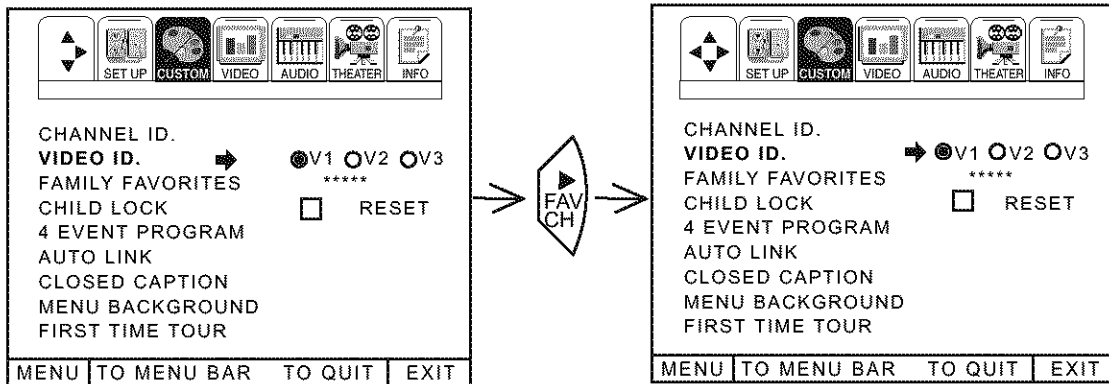 SET UP CUSTOM VIDEO AUDIO THEATER INFO
CHANNEL ID.
VIDEO ID. V1 V2 V3
FAMILY FAVORITES *****
CHILD LOCK RESET
4 EVENT PROGRAM
AUTO LINK
CLOSED CAPTION
MENU BACKGROUND
FIRST TIME TOUR
MENU TO MENU BAR TO QUIT EXIT
FAV
CH
SET UP CUSTOM VIDEO AUDIO THEATER INFO
CHANNEL ID.
VIDEO ID. V1 V2 V3
FAMILY FAVORITES *****
CHILD LOCK RESET
4 EVENT PROGRAM
AUTO LINK
CLOSED CAPTION
MENU BACKGROUND
FIRST TIME TOUR
MENU TO MENU BAR TO QUIT EXIT